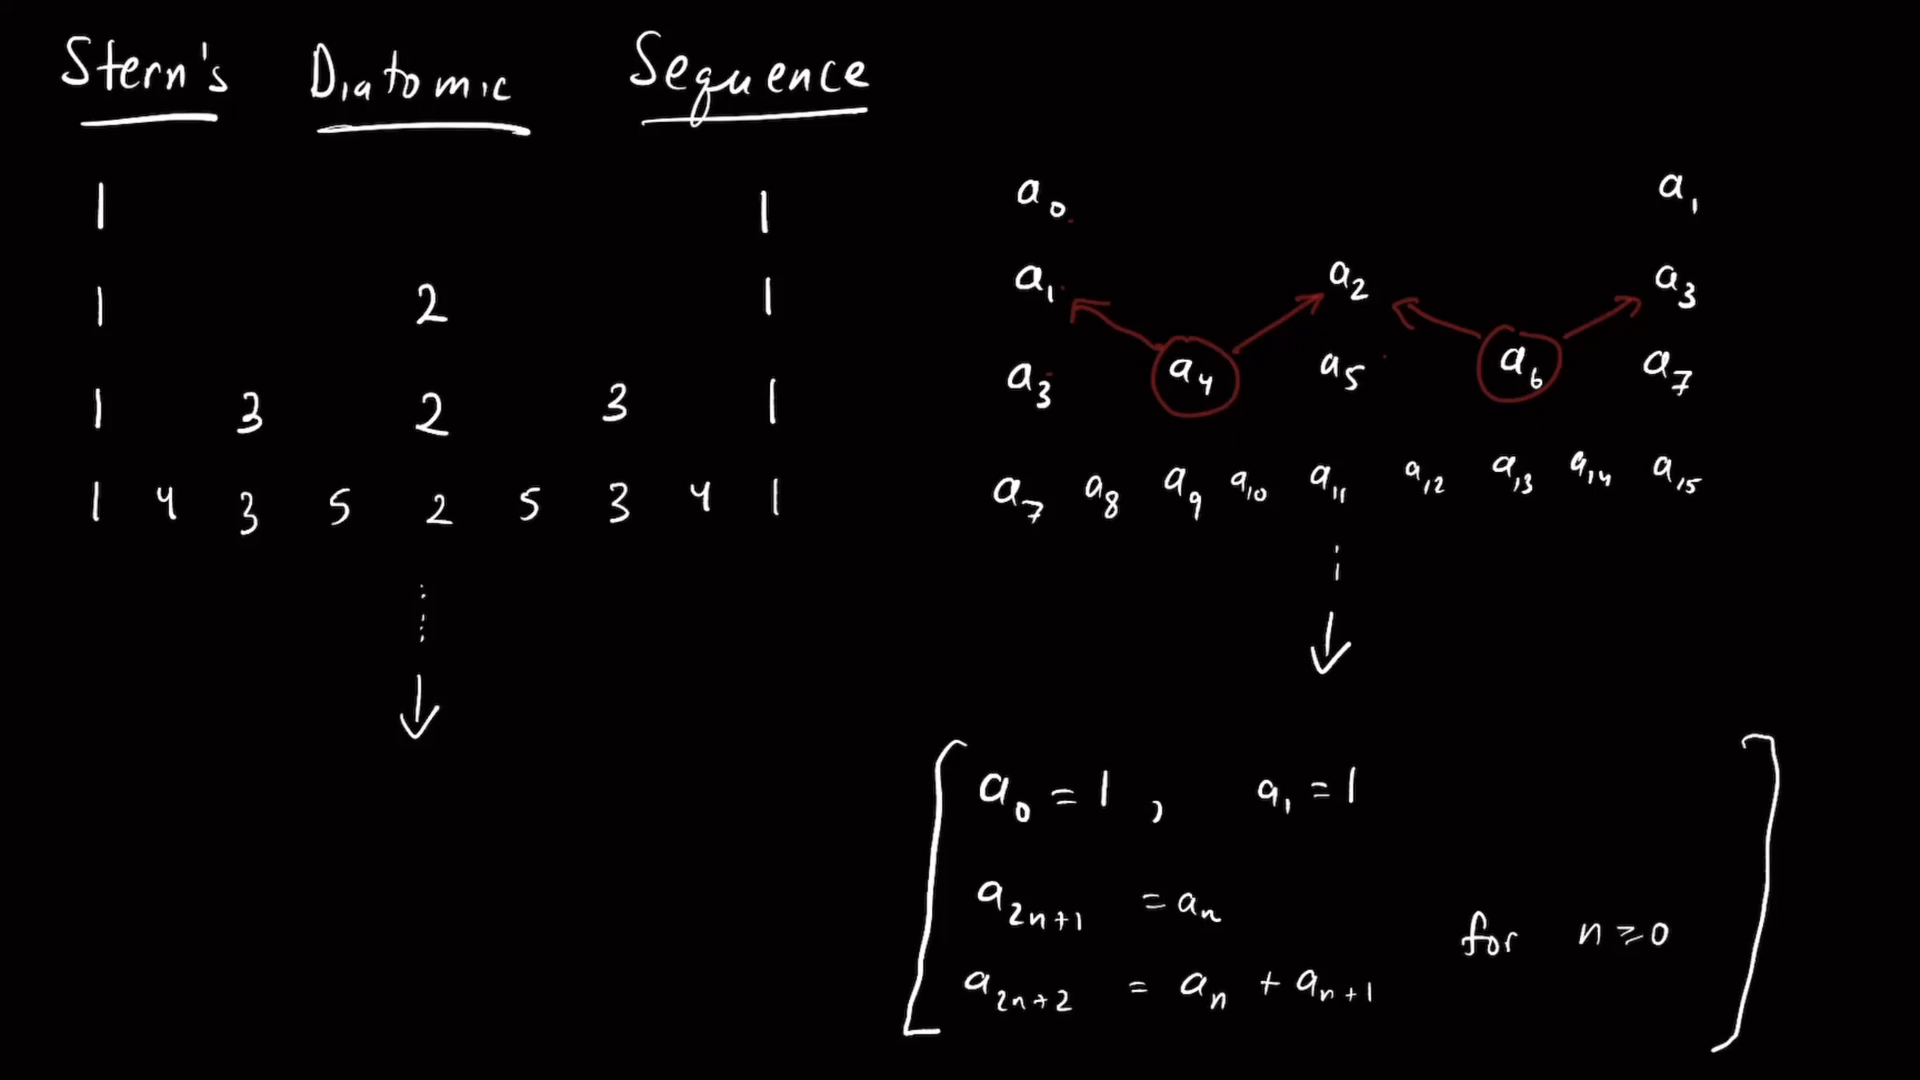 Stern's Diatomic Sequence
1 1
1 2 1
1 3 2 3 1
1 4 3 5 2 5 3 4 1
a₀ a₁
a₁ a₂ a₃
a₃ a₄ a₅ a₆ a₇
a₇ a₈ a₉ a₁₀ a₁₁ a₁₂ a₁₃ a₁₄ a₁₅
a₀ = 1 , a₁ = 1
a₂ₙ₊₁ = aₙ
for n ≥ 0
a₂ₙ₊₂ = aₙ + aₙ₊₁